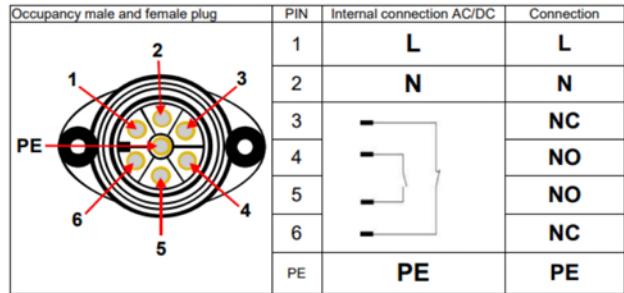 Occupancy male and female plug PIN Internal connection AC/DC Connection
1 L L
2 N N
3 NC
4 NO
5 NO
6 NC
PE PE PE
2
1 3
PE
6 4
5